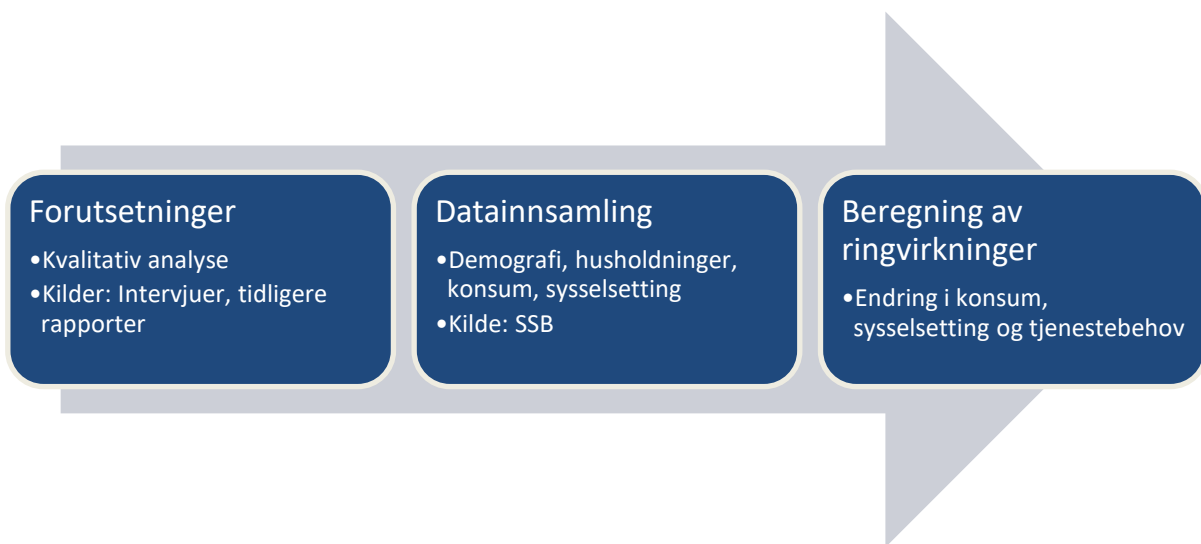 Forutsetninger
•Kvalitativ analyse
•Kilder: Intervjuer, tidligere
rapporter
Datainnsamling
•Demografi, husholdninger,
konsum, sysselsetting
•Kilde: SSB
Beregning av
ringvirkninger
•Endring i konsum,
sysselsetting og tjenestebehov